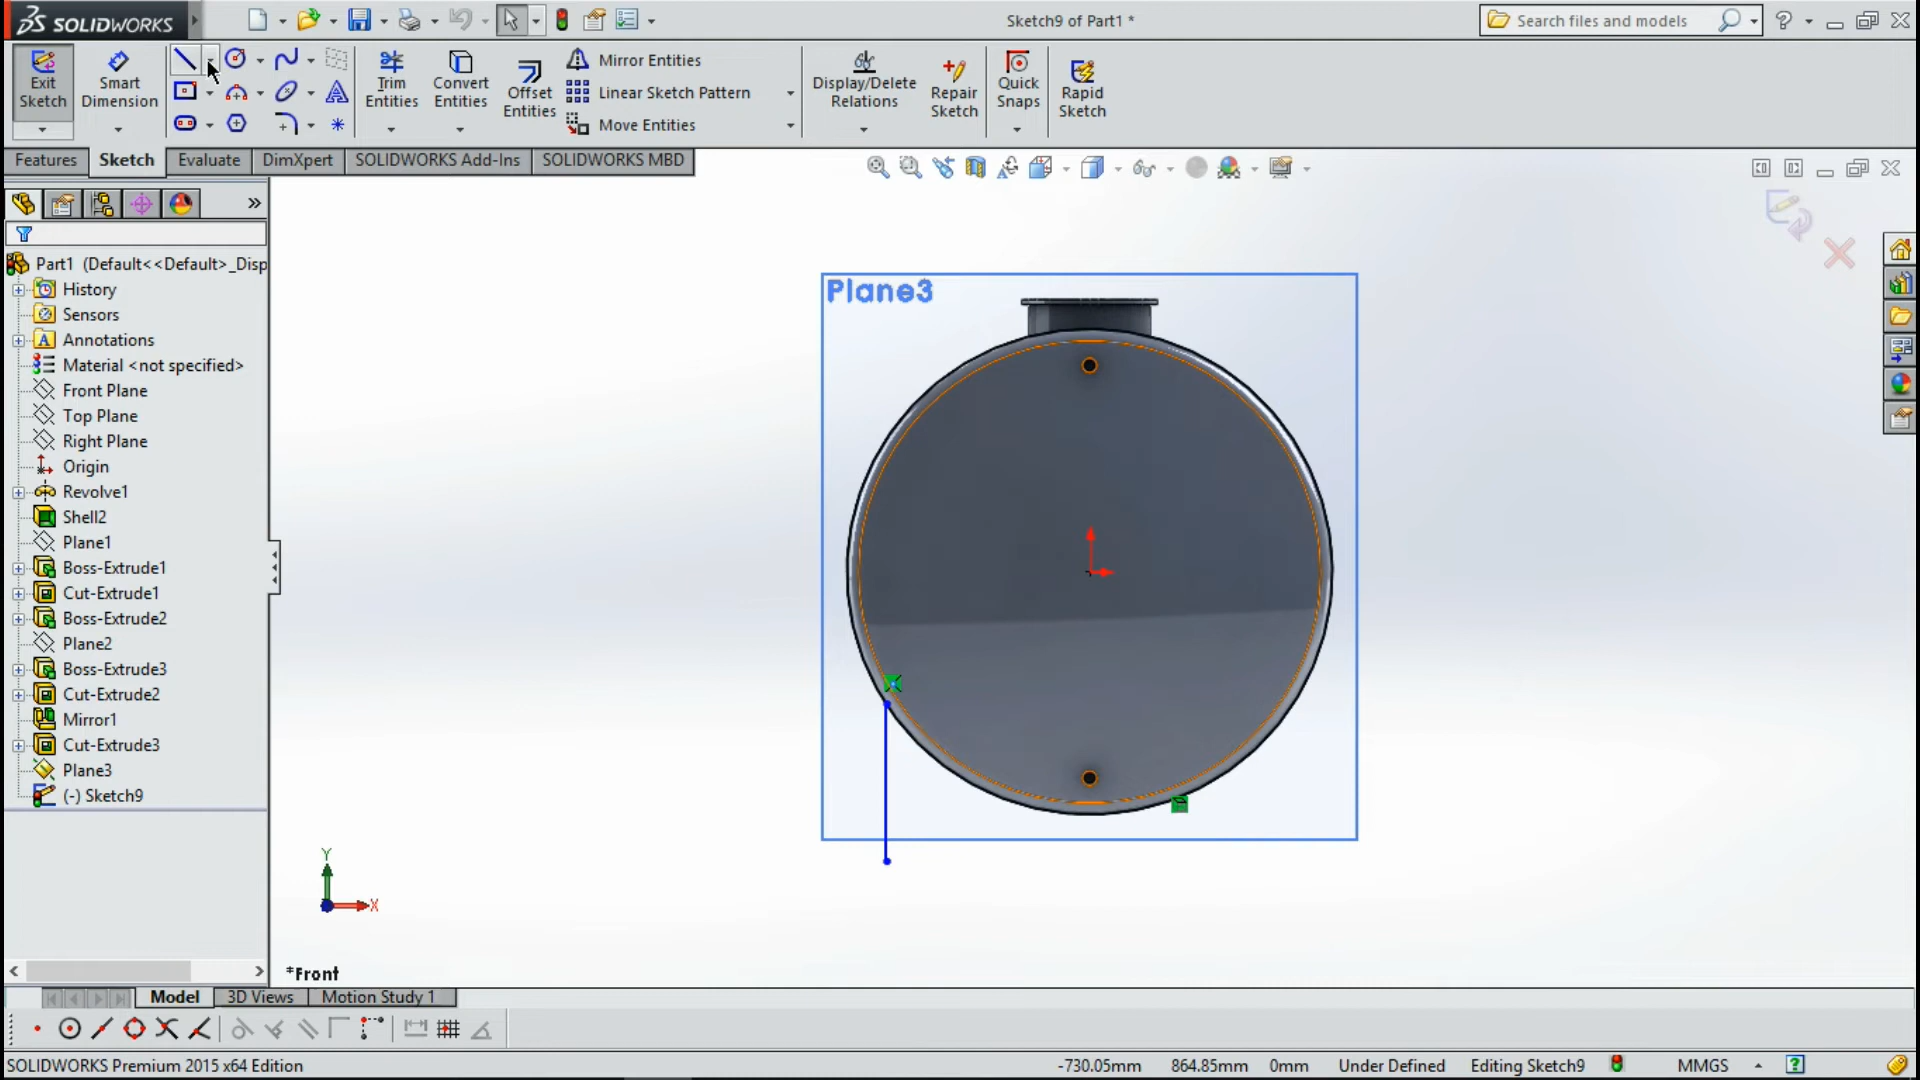 SOLIDWORKS
Sketch9 of Part1 *
Search files and models
Exit Sketch
Smart Dimension
Trim Entities
Convert Entities
Offset Entities
Mirror Entities
Linear Sketch Pattern
Move Entities
Display/Delete Relations
Repair Sketch
Quick Snaps
Rapid Sketch
Features
Sketch
Evaluate
DimXpert
SOLIDWORKS Add-Ins
SOLIDWORKS MBD
Part1 (Default<<Default>_Disp
History
Sensors
Annotations
Material <not specified>
Front Plane
Top Plane
Right Plane
Origin
Revolve1
Shell2
Plane1
Boss-Extrude1
Cut-Extrude1
Boss-Extrude2
Plane2
Boss-Extrude3
Cut-Extrude2
Mirror1
Cut-Extrude3
Plane3
(-) Sketch9
Plane3
Y
X
*Front
Model
3D Views
Motion Study 1
SOLIDWORKS Premium 2015 x64 Edition
-730.05mm
864.85mm
0mm
Under Defined
Editing Sketch9
MMGS